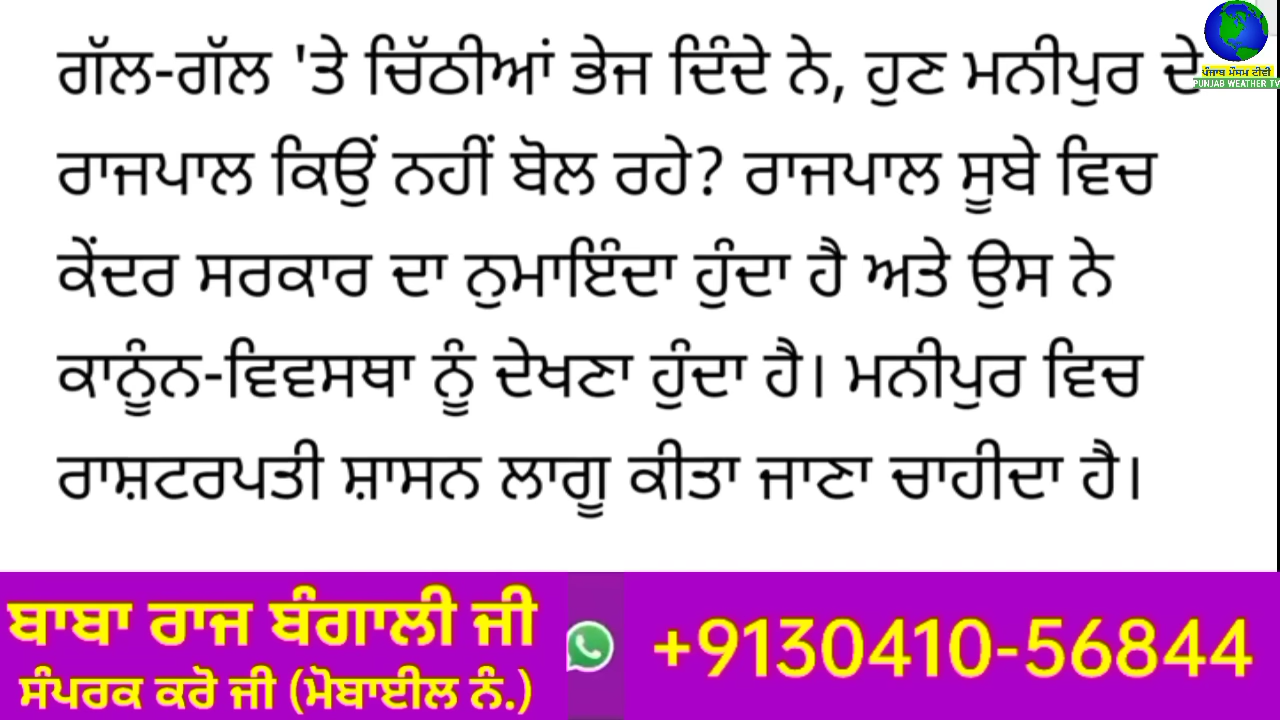 ਗੱਲ-ਗੱਲ 'ਤੇ ਚਿੱਠੀਆਂ ਭੇਜ ਦਿੰਦੇ ਨੇ, ਹੁਣ ਮਨੀਪੁਰ ਦੇ
ਪੰਜਾਬ ਮੌਸਮ ਟੀਵੀ
PUNJAB WEATHER TV
ਰਾਜਪਾਲ ਕਿਉਂ ਨਹੀਂ ਬੋਲ ਰਹੇ? ਰਾਜਪਾਲ ਸੂਬੇ ਵਿਚ
ਕੇਂਦਰ ਸਰਕਾਰ ਦਾ ਨੁਮਾਇੰਦਾ ਹੁੰਦਾ ਹੈ ਅਤੇ ਉਸ ਨੇ
ਕਾਨੂੰਨ-ਵਿਵਸਥਾ ਨੂੰ ਦੇਖਣਾ ਹੁੰਦਾ ਹੈ। ਮਨੀਪੁਰ ਵਿਚ
ਰਾਸ਼ਟਰਪਤੀ ਸ਼ਾਸਨ ਲਾਗੂ ਕੀਤਾ ਜਾਣਾ ਚਾਹੀਦਾ ਹੈ।
ਬਾਬਾ ਰਾਜ ਬੰਗਾਲੀ ਜੀ
ਸੰਪਰਕ ਕਰੋ ਜੀ (ਮੋਬਾਈਲ ਨੰ.)
+9130410-56844